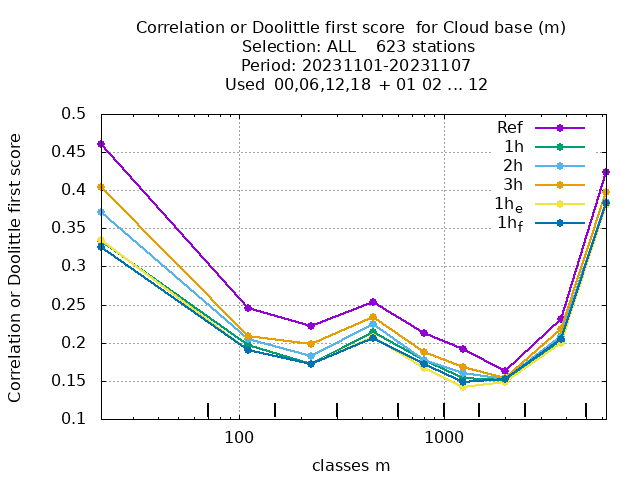 Correlation or Doolittle first score  for Cloud base (m)
Selection: ALL    623 stations
Period: 20231101-20231107
Used  00,06,12,18 + 01 02 ... 12
Correlation or Doolittle first score
0.5
0.45
0.4
0.35
0.3
0.25
0.2
0.15
0.1
Ref
1h
2h
3h
1h_e
1h_f
100
1000
classes m